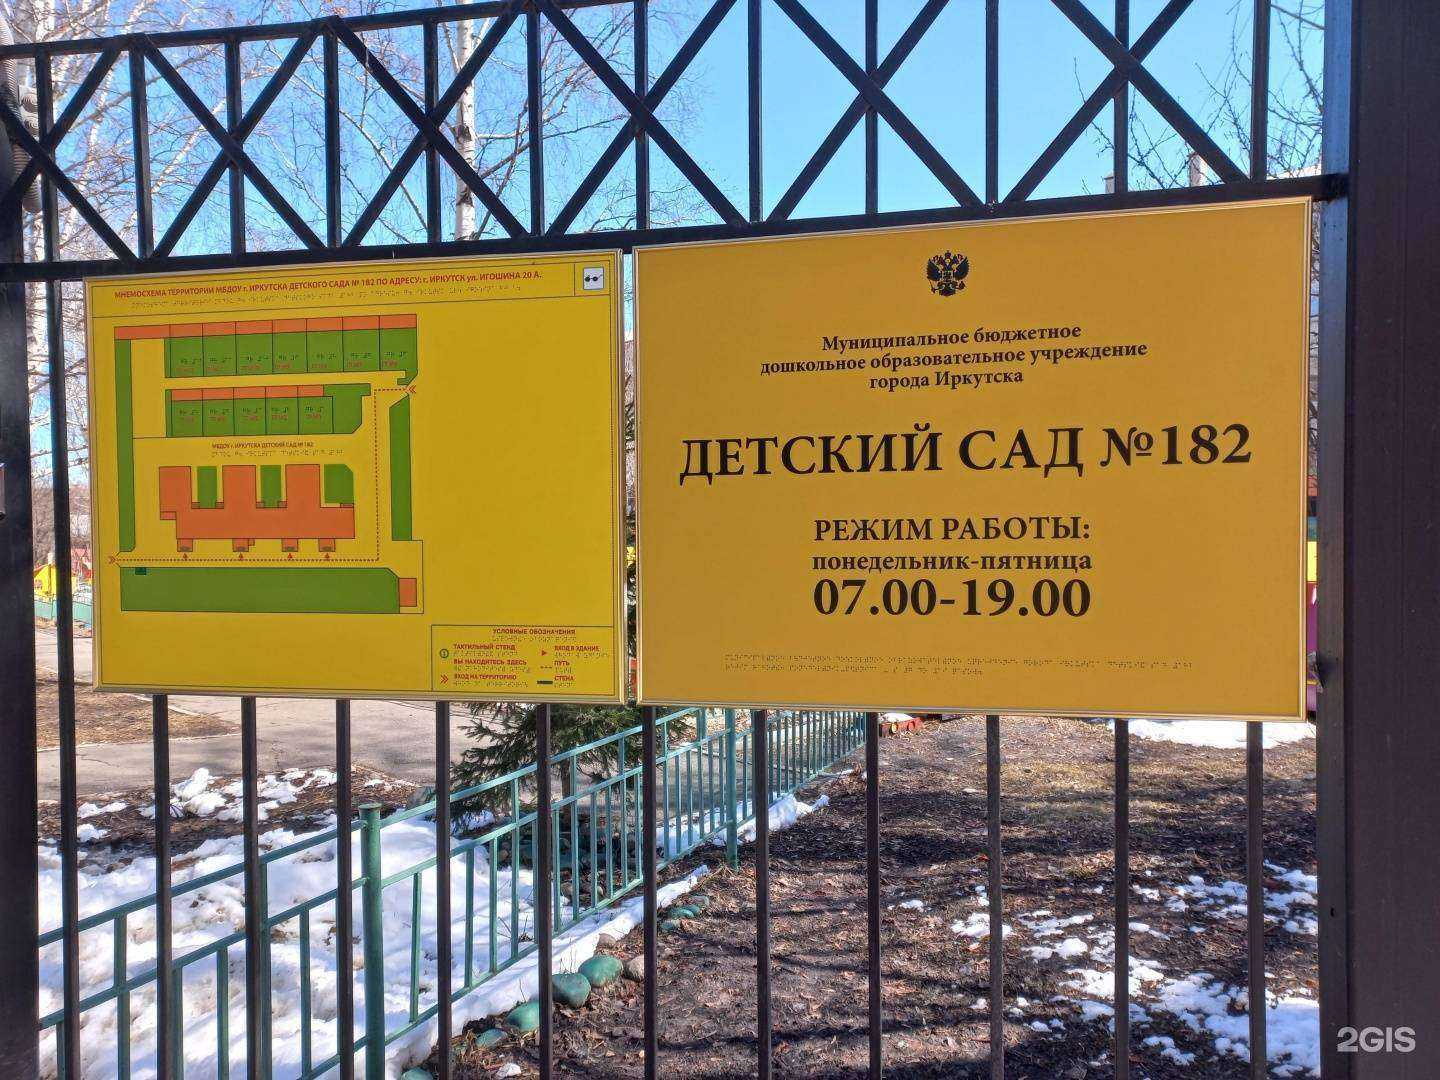 МНЕМОСХЕМА ТЕРРИТОРИИ МБДОУ г. ИРКУТСКА ДЕТСКОГО САДА № 182 ПО АДРЕСУ: г. ИРКУТСК ул. ИГОШИНА 20 А.
МБДОУ г. ИРКУТСКА ДЕТСКИЙ САД № 182
УСЛОВНЫЕ ОБОЗНАЧЕНИЯ
ТАКТИЛЬНЫЙ СТЕНД
ВЫ НАХОДИТЕСЬ ЗДЕСЬ
ВХОД НА ТЕРРИТОРИЮ
ВХОД В ЗДАНИЕ
ПУТЬ
СТЕНА
Муниципальное бюджетное
дошкольное образовательное учреждение
города Иркутска
ДЕТСКИЙ САД №182
РЕЖИМ РАБОТЫ:
понедельник-пятница
07.00-19.00
2GIS